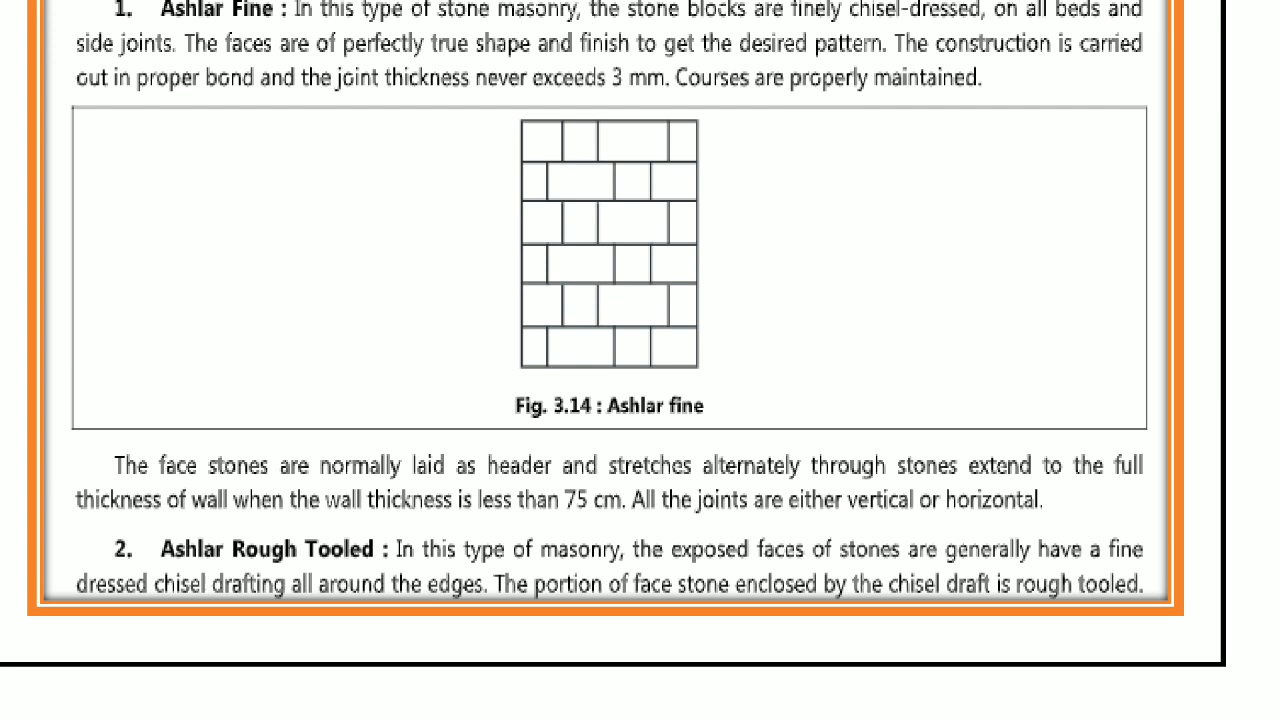 1. Ashlar Fine : In this type of stone masonry, the stone blocks are finely chisel-dressed, on all beds and
side joints. The faces are of perfectly true shape and finish to get the desired pattern. The construction is carried
out in proper bond and the joint thickness never exceeds 3 mm. Courses are properly maintained.
Fig. 3.14 : Ashlar fine
The face stones are normally laid as header and stretches alternately through stones extend to the full
thickness of wall when the wall thickness is less than 75 cm. All the joints are either vertical or horizontal.
2. Ashlar Rough Tooled : In this type of masonry, the exposed faces of stones are generally have a fine
dressed chisel drafting all around the edges. The portion of face stone enclosed by the chisel draft is rough tooled.